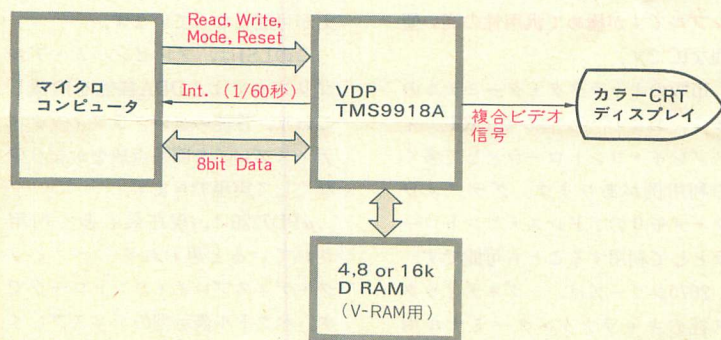 Read, Write,
Mode, Reset
マイクロ
コンピュータ
Int. (1/60秒)
8bit Data
VDP
TMS9918A
複合ビデオ
信号
カラーCRT
ディスプレイ
4,8 or 16k
D RAM
(V-RAM用)